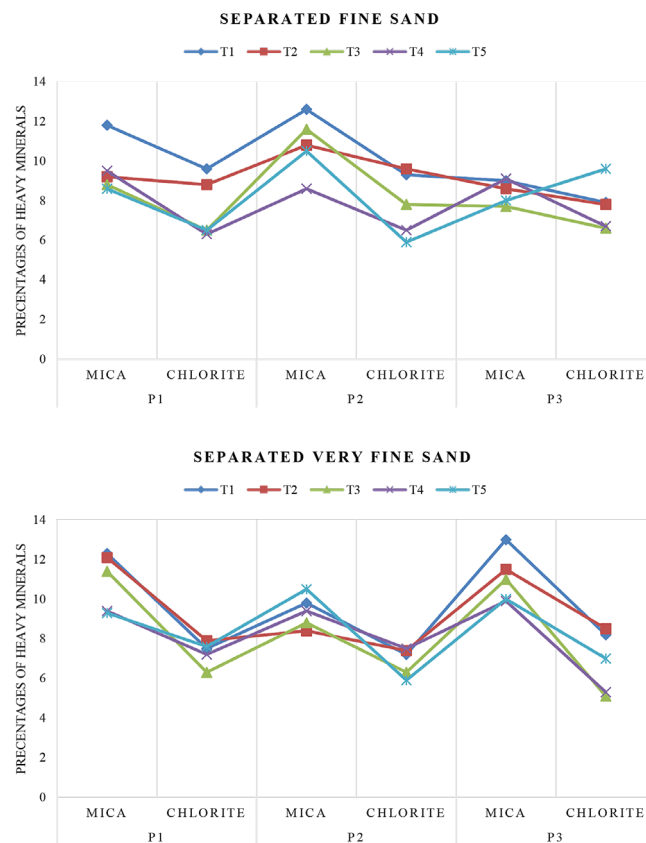 SEPARATED FINE SAND
T1 T2 T3 T4 T5
PRECENTAGES OF HEAVY MINERALS
14
12
10
8
6
4
2
0
MICA CHLORITE MICA CHLORITE MICA CHLORITE
P1 P2 P3
SEPARATED VERY FINE SAND
T1 T2 T3 T4 T5
PRECENTAGES OF HEAVY MINERALS
14
12
10
8
6
4
2
0
MICA CHLORITE MICA CHLORITE MICA CHLORITE
P1 P2 P3